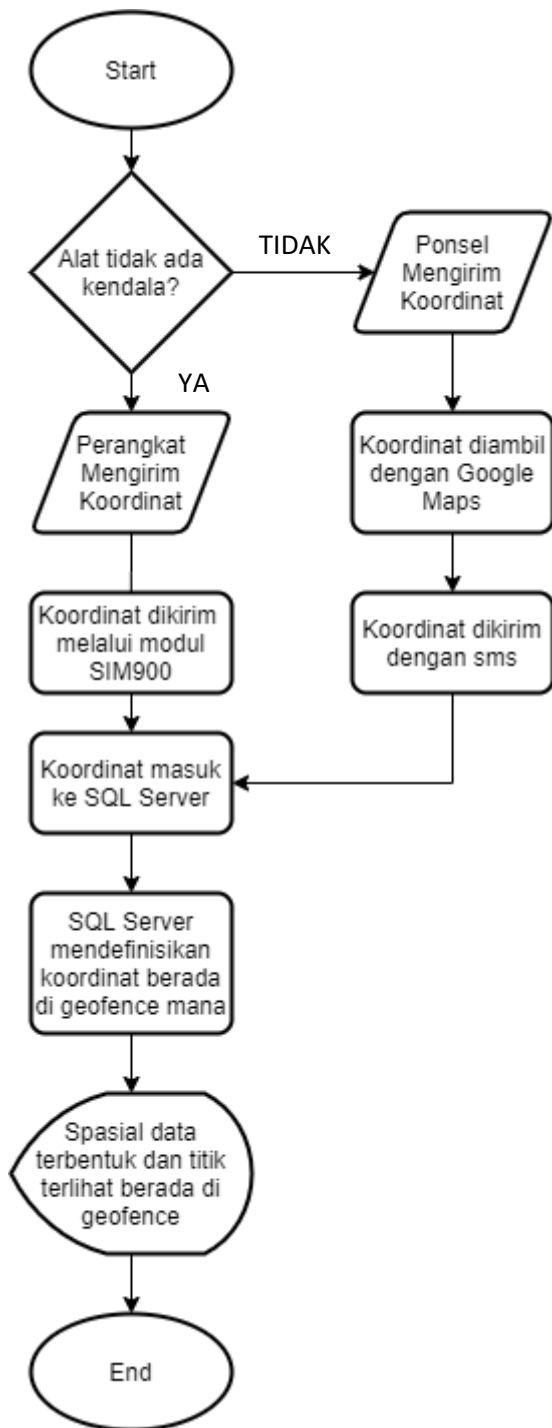 Start
Alat tidak ada
kendala?
TIDAK
Ponsel
Mengirim
Koordinat
YA
Perangkat
Mengirim
Koordinat
Koordinat diambil
dengan Google
Maps
Koordinat dikirim
melalui modul
SIM900
Koordinat dikirim
dengan sms
Koordinat masuk
ke SQL Server
SQL Server
mendefinisikan
koordinat berada
di geofence mana
Spasial data
terbentuk dan titik
terlihat berada di
geofence
End